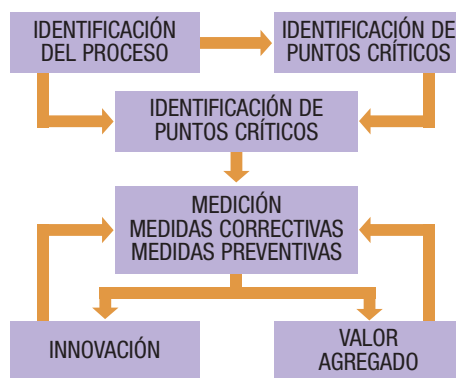 IDENTIFICACIÓN
DEL PROCESO
IDENTIFICACIÓN DE
PUNTOS CRÍTICOS
IDENTIFICACIÓN DE
PUNTOS CRÍTICOS
MEDICIÓN
MEDIDAS CORRECTIVAS
MEDIDAS PREVENTIVAS
INNOVACIÓN
VALOR
AGREGADO